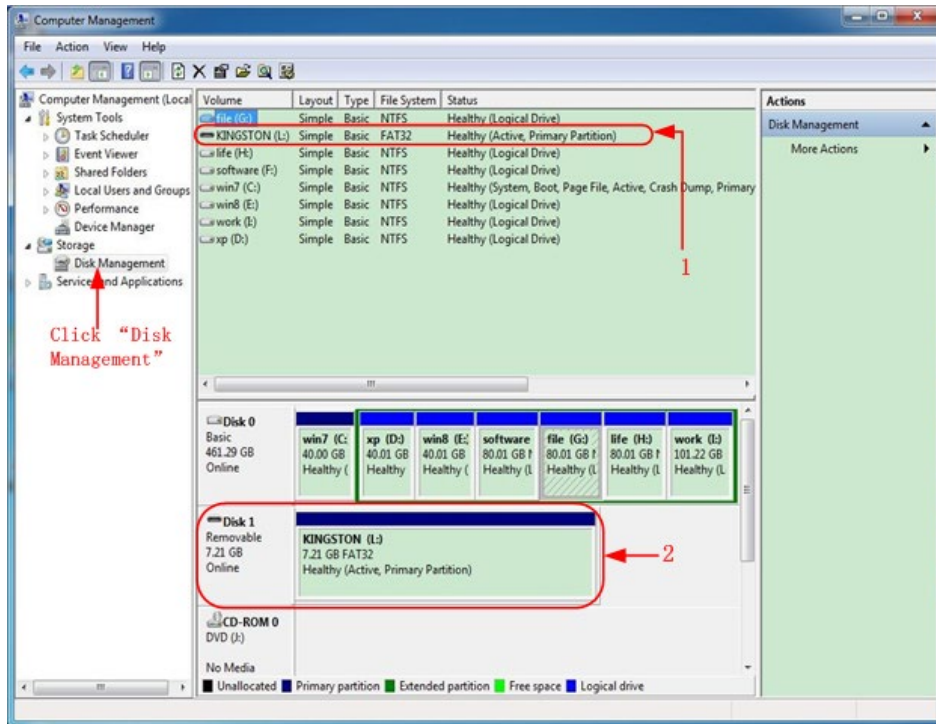 Computer Management
File Action View Help
Computer Management (Local
System Tools
Task Scheduler
Event Viewer
Shared Folders
Local Users and Groups
Performance
Device Manager
Storage
Disk Management
Services and Applications
Click “Disk
Management”
Volume Layout Type File System Status
file (G:) Simple Basic NTFS Healthy (Logical Drive)
KINGSTON (L:) Simple Basic FAT32 Healthy (Active, Primary Partition)
life (H:) Simple Basic NTFS Healthy (Logical Drive)
software (F:) Simple Basic NTFS Healthy (Logical Drive)
win7 (C:) Simple Basic NTFS Healthy (System, Boot, Page File, Active, Crash Dump, Primary
win8 (E:) Simple Basic NTFS Healthy (Logical Drive)
work (I:) Simple Basic NTFS Healthy (Logical Drive)
xp (D:) Simple Basic NTFS Healthy (Logical Drive)
1
Disk 0
Basic
461.29 GB
Online
win7 (C:
40.00 GB
Healthy (
xp (D:)
40.01 GB
Healthy
win8 (E:
40.01 GB
Healthy (
software
80.01 GB
Healthy (L
file (G:)
80.01 GB
Healthy (L
life (H:)
80.01 GB
Healthy (L
work (I:)
101.22 GB
Healthy (L
Disk 1
Removable
7.21 GB
Online
KINGSTON (L:)
7.21 GB FAT32
Healthy (Active, Primary Partition)
2
CD-ROM 0
DVD (J:)
No Media
Unallocated Primary partition Extended partition Free space Logical drive
Actions
Disk Management
More Actions